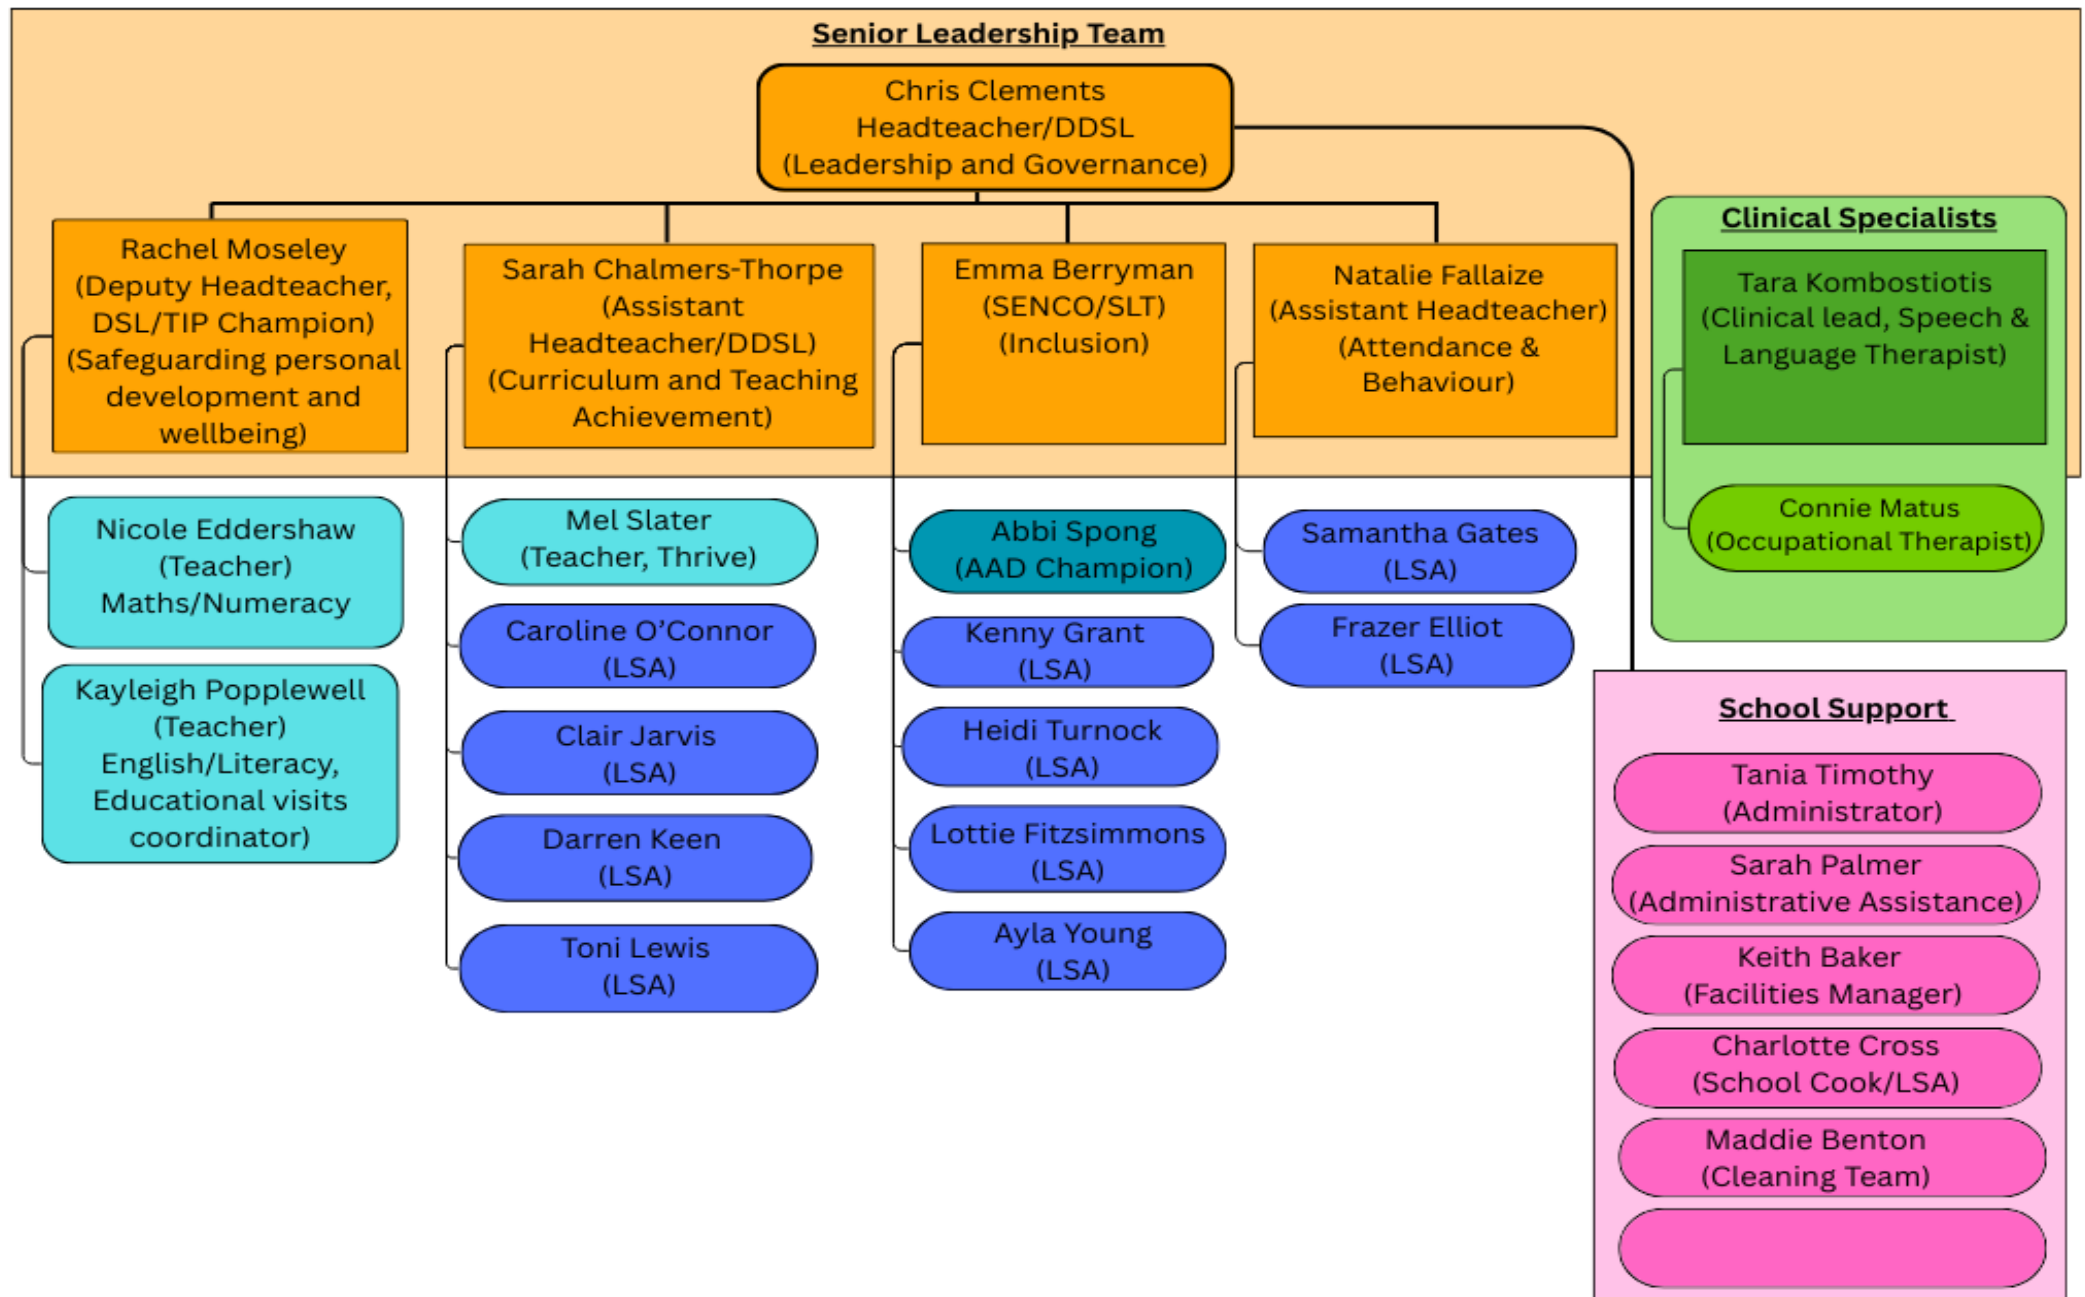 Senior Leadership Team
Chris Clements
Headteacher/DDSL
(Leadership and Governance)
Rachel Moseley
(Deputy Headteacher,
DSL/TIP Champion)
(Safeguarding personal
development and
wellbeing)
Sarah Chalmers-Thorpe
(Assistant
Headteacher/DDSL)
(Curriculum and Teaching
Achievement)
Emma Berryman
(SENCO/SLT)
(Inclusion)
Natalie Fallaize
(Assistant Headteacher)
(Attendance &
Behaviour)
Clinical Specialists
Tara Kombostiotis
(Clinical lead, Speech &
Language Therapist)
Connie Matus
(Occupational Therapist)
Nicole Eddershaw
(Teacher)
Maths/Numeracy
Kayleigh Popplewell
(Teacher)
English/Literacy,
Educational visits
coordinator)
Mel Slater
(Teacher, Thrive)
Caroline O’Connor
(LSA)
Clair Jarvis
(LSA)
Darren Keen
(LSA)
Toni Lewis
(LSA)
Abbi Spong
(AAD Champion)
Kenny Grant
(LSA)
Heidi Turnock
(LSA)
Lottie Fitzsimmons
(LSA)
Ayla Young
(LSA)
Samantha Gates
(LSA)
Frazer Elliot
(LSA)
School Support
Tania Timothy
(Administrator)
Sarah Palmer
(Administrative Assistance)
Keith Baker
(Facilities Manager)
Charlotte Cross
(School Cook/LSA)
Maddie Benton
(Cleaning Team)